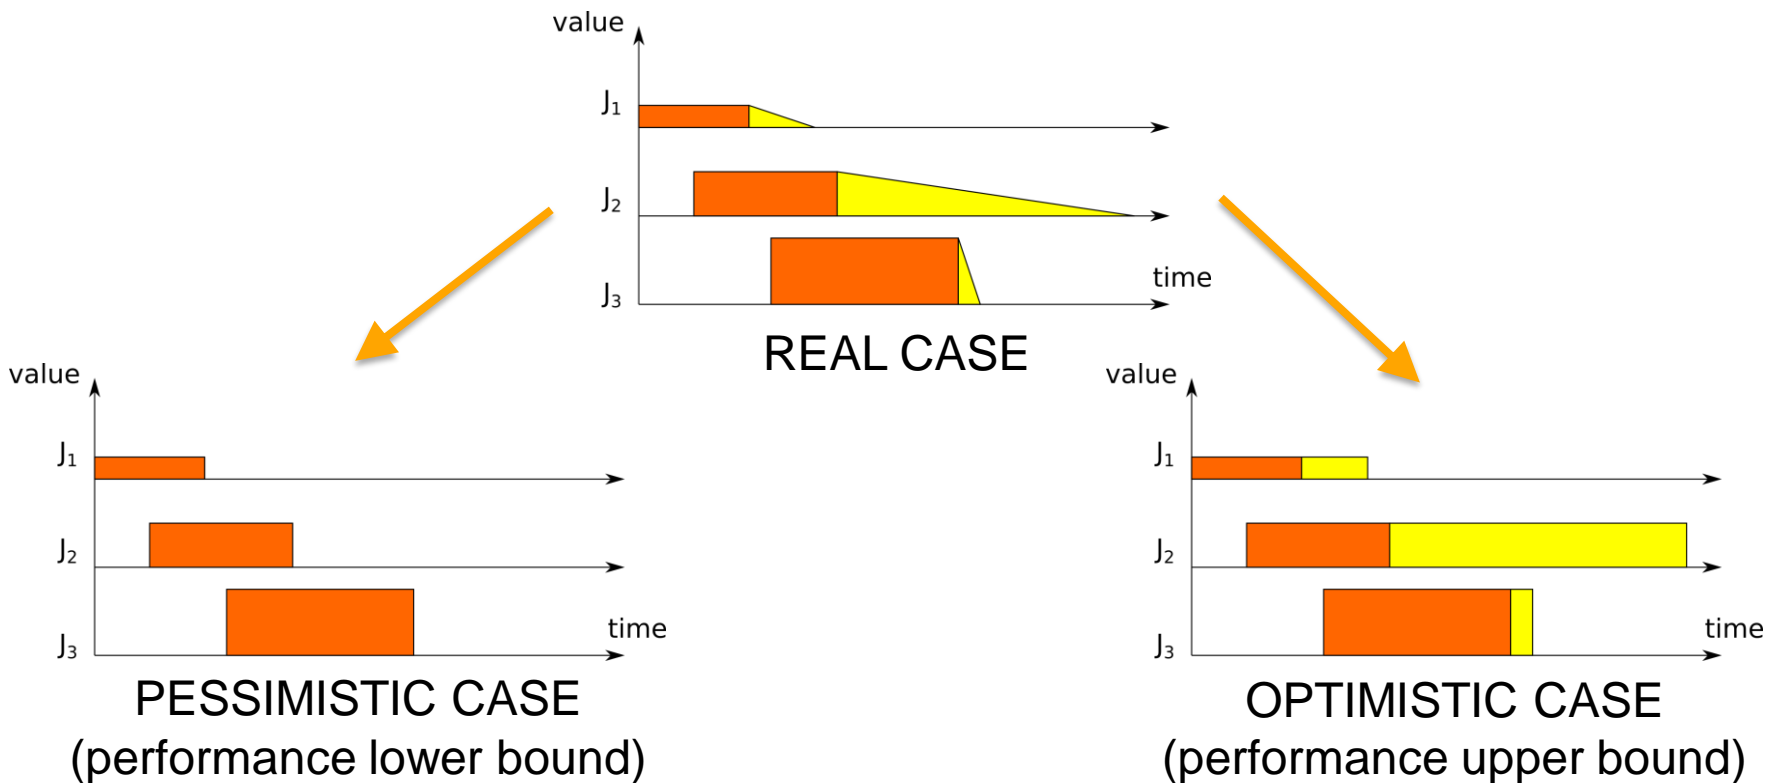 value
J₁
J₂
J₃
time
REAL CASE
value
J₁
J₂
J₃
time
PESSIMISTIC CASE
(performance lower bound)
value
J₁
J₂
J₃
time
OPTIMISTIC CASE
(performance upper bound)